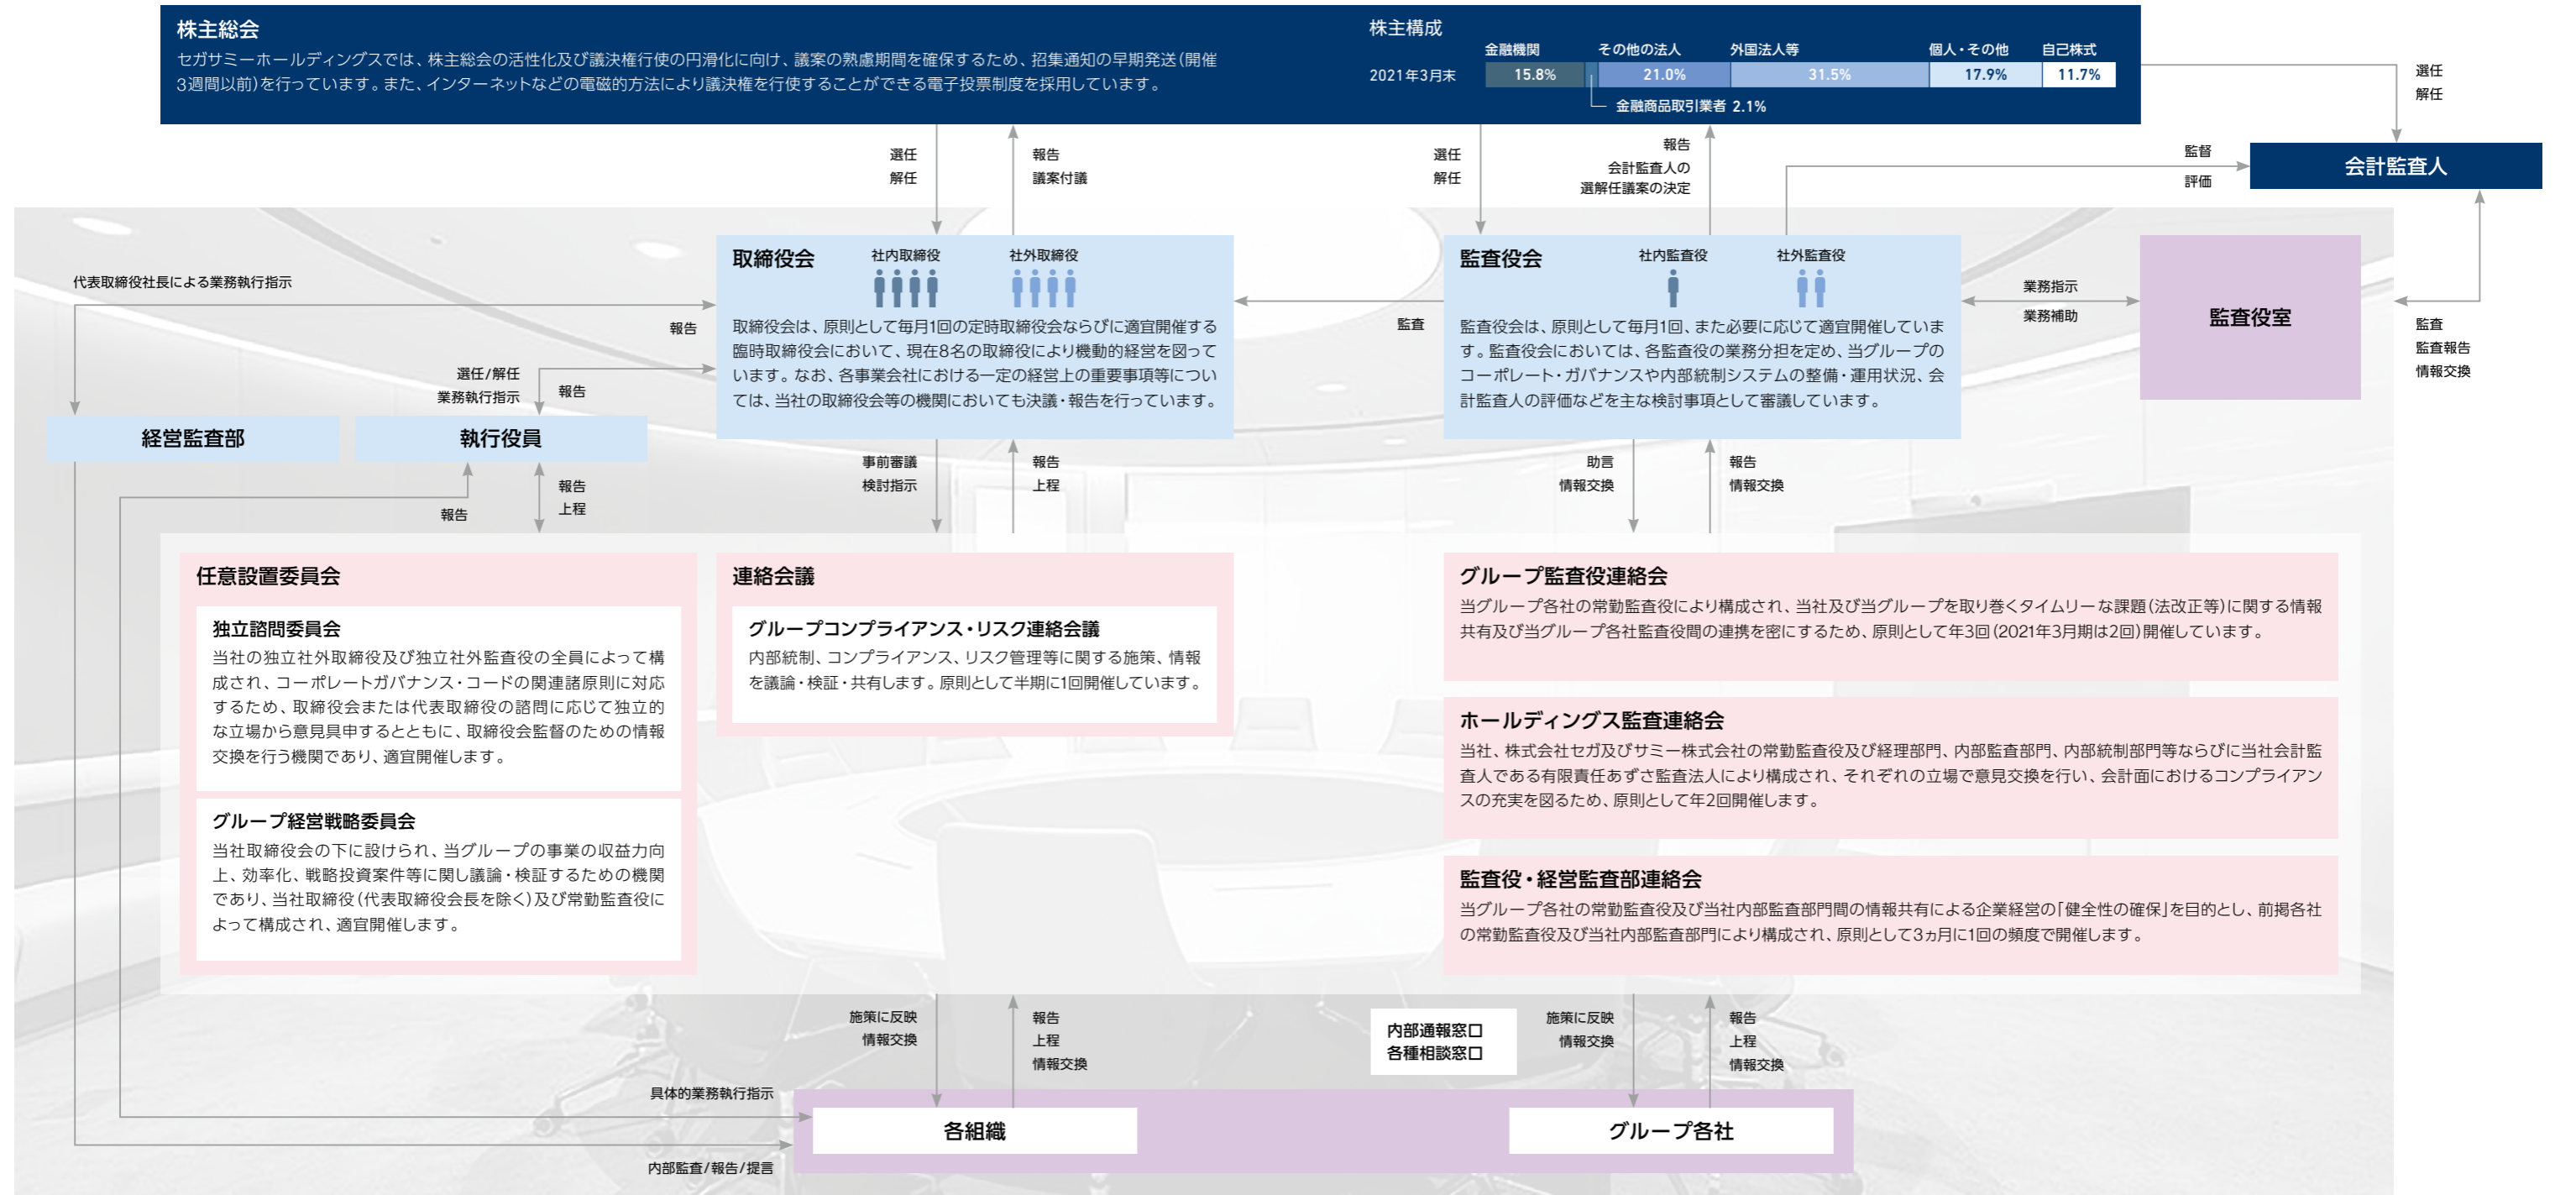 株主総会
セガサミーホールディングスでは、株主総会の活性化及び議決権行使の円滑化に向け、議案の熟慮期間を確保するため、招集通知の早期発送（開催
3週間以前）を行っています。また、インターネットなどの電磁的方法により議決権を行使することができる電子投票制度を採用しています。
株主構成
金融機関 その他の法人 外国法人等 個人・その他 自己株式
2021年3月末 15.8% 21.0% 31.5% 17.9% 11.7%
金融商品取引業者 2.1%
選任
解任
選任
解任
報告
議案付議
選任
解任
報告
会計監査人の
選解任議案の決定
監督
評価
会計監査人
代表取締役社長による業務執行指示
報告
選任/解任
業務執行指示
報告
取締役会
社内取締役 社外取締役
取締役会は、原則として毎月1回の定時取締役会ならびに適宜開催する
臨時取締役会において、現在8名の取締役により機動的経営を図って
います。なお、各事業会社における一定の経営上の重要事項等につい
ては、当社の取締役会等の機関においても決議・報告を行っています。
監査
監査役会
社内監査役 社外監査役
監査役会は、原則として毎月1回、また必要に応じて適宜開催していま
す。監査役会においては、各監査役の業務分担を定め、当グループの
コーポレート・ガバナンスや内部統制システムの整備・運用状況、会
計監査人の評価などを主な検討事項として審議しています。
業務指示
業務補助
監査役室
監査
監査報告
情報交換
経営監査部
執行役員
報告
報告
上程
事前審議
検討指示
報告
上程
助言
情報交換
報告
情報交換
任意設置委員会
独立諮問委員会
当社の独立社外取締役及び独立社外監査役の全員によって構
成され、コーポレートガバナンス・コードの関連諸原則に対応
するため、取締役会または代表取締役の諮問に応じて独立的
な立場から意見具申するとともに、取締役会監督のための情報
交換を行う機関であり、適宜開催します。
グループ経営戦略委員会
当社取締役会の下に設けられ、当グループの事業の収益力向
上、効率化、戦略投資案件等に関し議論・検証するための機関
であり、当社取締役（代表取締役会長を除く）及び常勤監査役に
よって構成され、適宜開催します。
連絡会議
グループコンプライアンス・リスク連絡会議
内部統制、コンプライアンス、リスク管理等に関する施策、情報
を議論・検証・共有します。原則として半期に1回開催しています。
グループ監査役連絡会
当グループ各社の常勤監査役により構成され、当社及び当グループを取り巻くタイムリーな課題（法改正等）に関する情報
共有及び当グループ各社監査役間の連携を密にするため、原則として年3回（2021年3月期は2回）開催しています。
ホールディングス監査連絡会
当社、株式会社セガ及びサミー株式会社の常勤監査役及び経理部門、内部監査部門、内部統制部門等ならびに当社会計監
査人である有限責任あずさ監査法人により構成され、それぞれの立場で意見交換を行い、会計面におけるコンプライアン
スの充実を図るため、原則として年2回開催します。
監査役・経営監査部連絡会
当グループ各社の常勤監査役及び当社内部監査部門間の情報共有による企業経営の「健全性の確保」を目的とし、前掲各社
の常勤監査役及び当社内部監査部門により構成され、原則として3ヵ月に1回の頻度で開催します。
施策に反映
情報交換
報告
上程
情報交換
内部通報窓口
各種相談窓口
施策に反映
情報交換
報告
上程
情報交換
具体的業務執行指示
各組織
グループ各社
内部監査/報告/提言